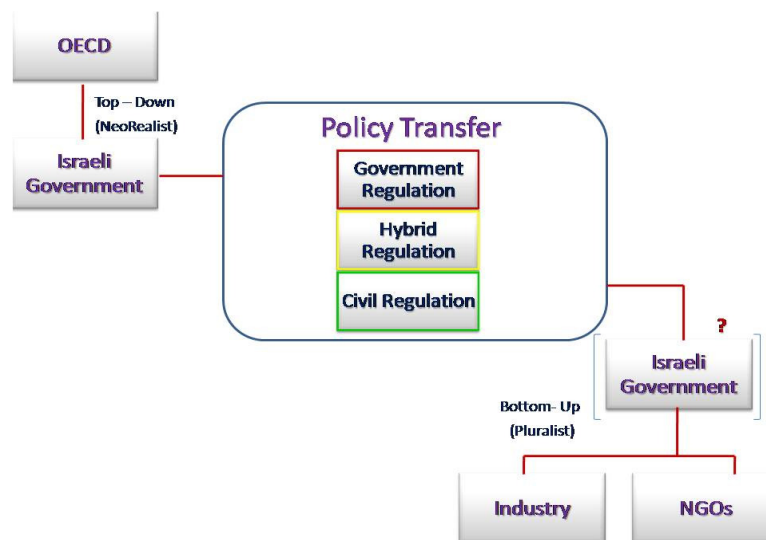 OECD
Top – Down
(NeoRealist)
Israeli
Government
Policy Transfer
Government
Regulation
Hybrid
Regulation
Civil Regulation
?
Israeli
Government
Bottom- Up
(Pluralist)
Industry
NGOs